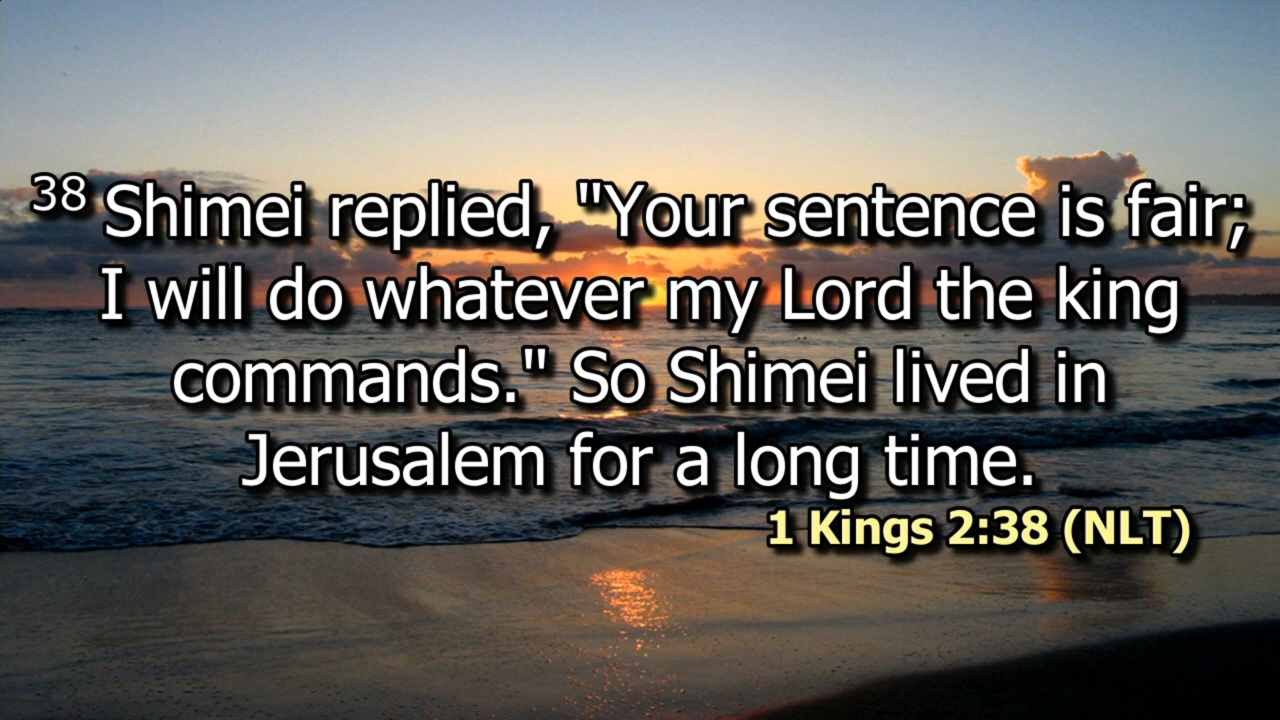 38 Shimei replied, "Your sentence is fair;
I will do whatever my Lord the king
commands." So Shimei lived in
Jerusalem for a long time.
1 Kings 2:38 (NLT)